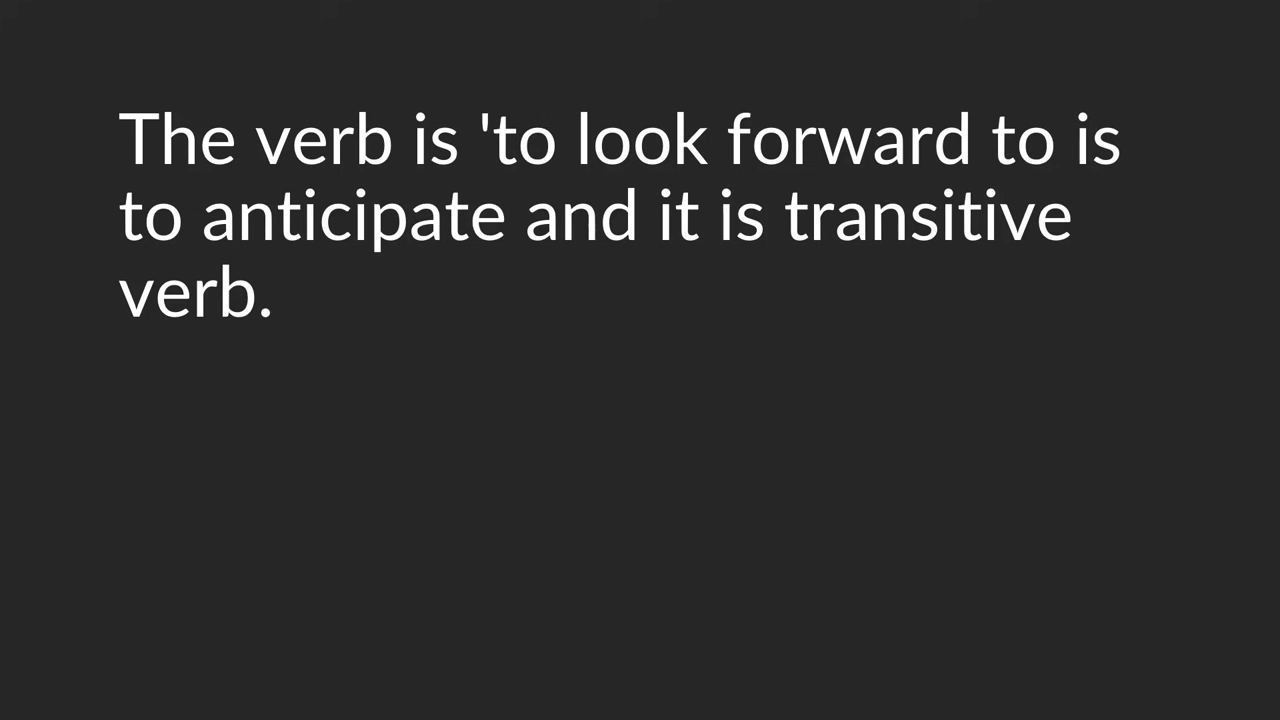 The verb is 'to look forward to is
to anticipate and it is transitive
verb.